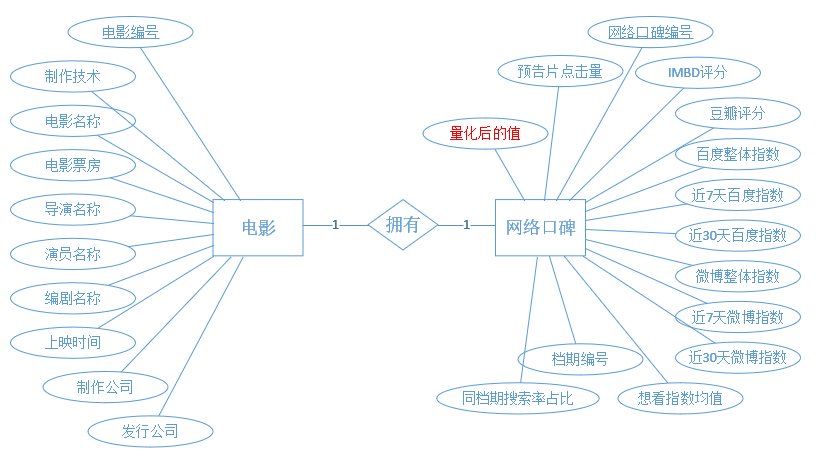 电影编号
网络口碑编号
预告片点击量
IMBD评分
制作技术
豆瓣评分
电影名称
量化后的值
百度整体指数
电影票房
近7天百度指数
导演名称
电影
1
拥有
1
网络口碑
近30天百度指数
演员名称
微博整体指数
编剧名称
近7天微博指数
上映时间
档期编号
近30天微博指数
制作公司
同档期搜索率占比
想看指数均值
发行公司